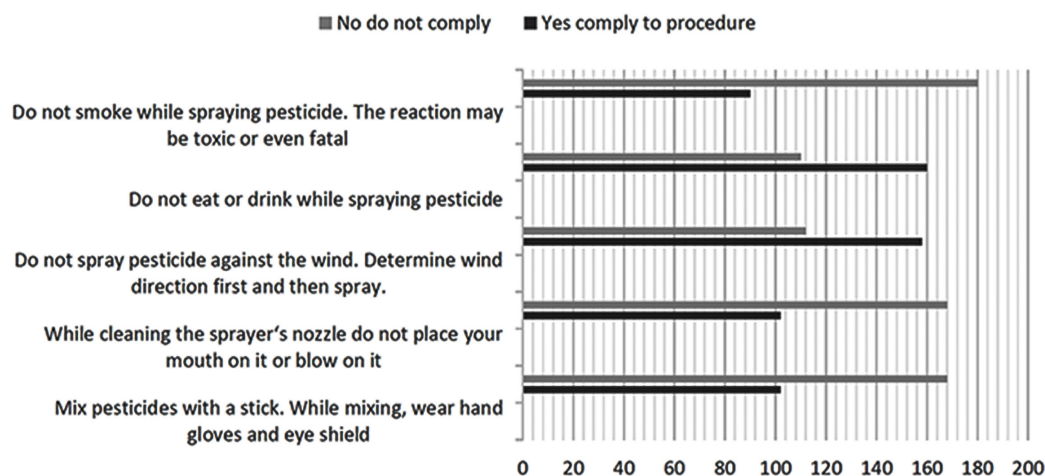 No do not comply Yes comply to procedure
Do not smoke while spraying pesticide. The reaction may
be toxic or even fatal
Do not eat or drink while spraying pesticide
Do not spray pesticide against the wind. Determine wind
direction first and then spray.
While cleaning the sprayer‘s nozzle do not place your
mouth on it or blow on it
Mix pesticides with a stick. While mixing, wear hand
gloves and eye shield
0 20 40 60 80 100 120 140 160 180 200